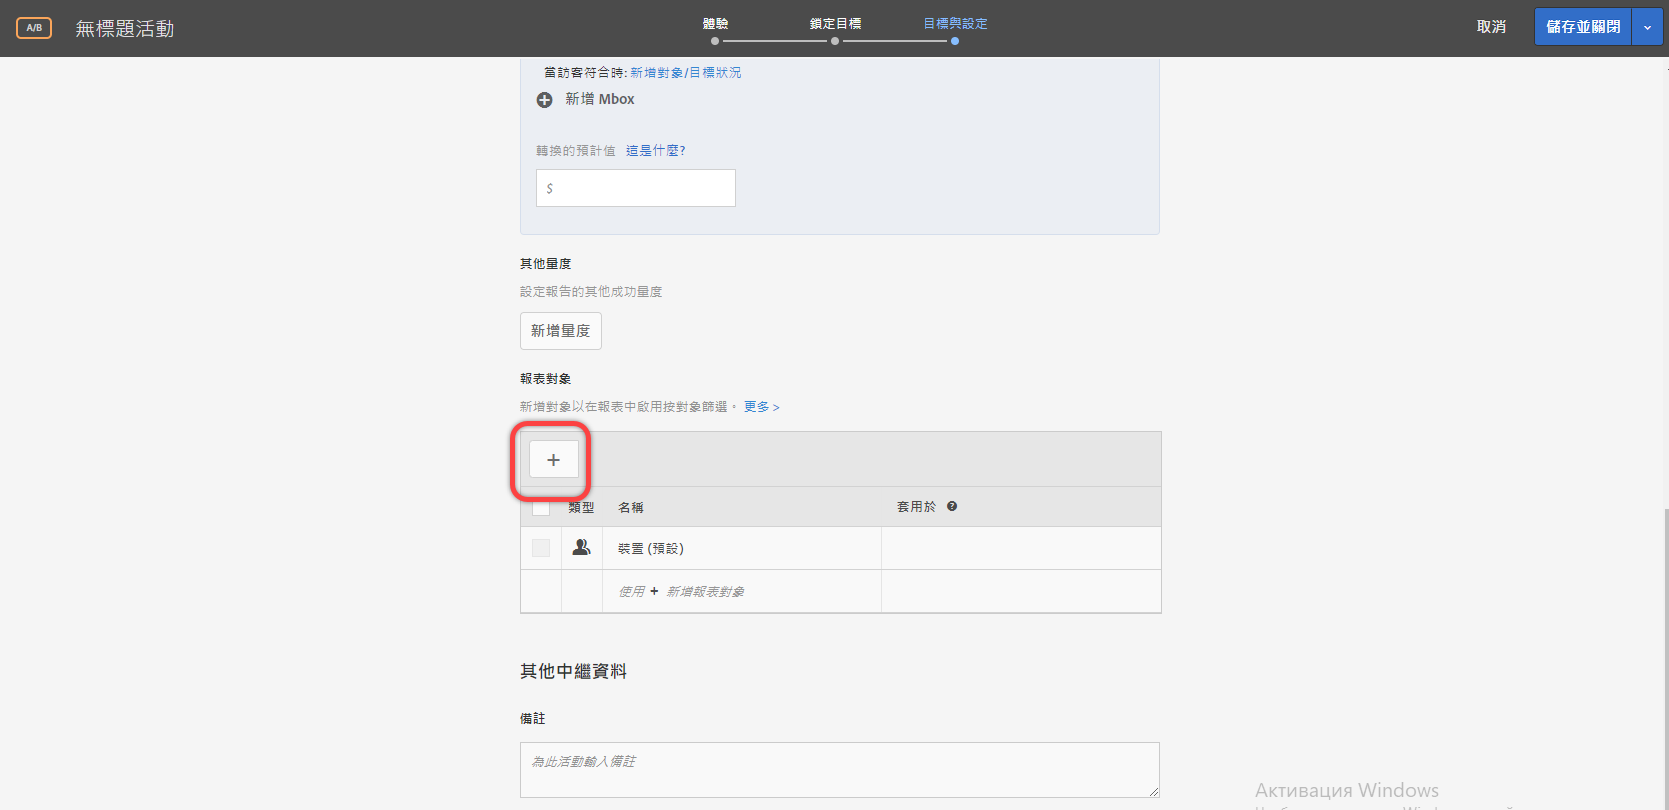 A/B 無標題活動
體驗 鎖定目標 目標與設定
取消 儲存並關閉
當訪客符合時: 新增對象/目標狀況
新增 Mbox
轉換的預計值 這是什麼?
$
其他量度
設定報告的其他成功量度
新增量度
報表對象
新增對象以在報表中啟用按對象篩選。 更多 >
+
類型 名稱 套用於 ?
裝置 (預設)
使用 + 新增報表對象
其他中繼資料
備註
為此活動輸入備註
Активация Windows